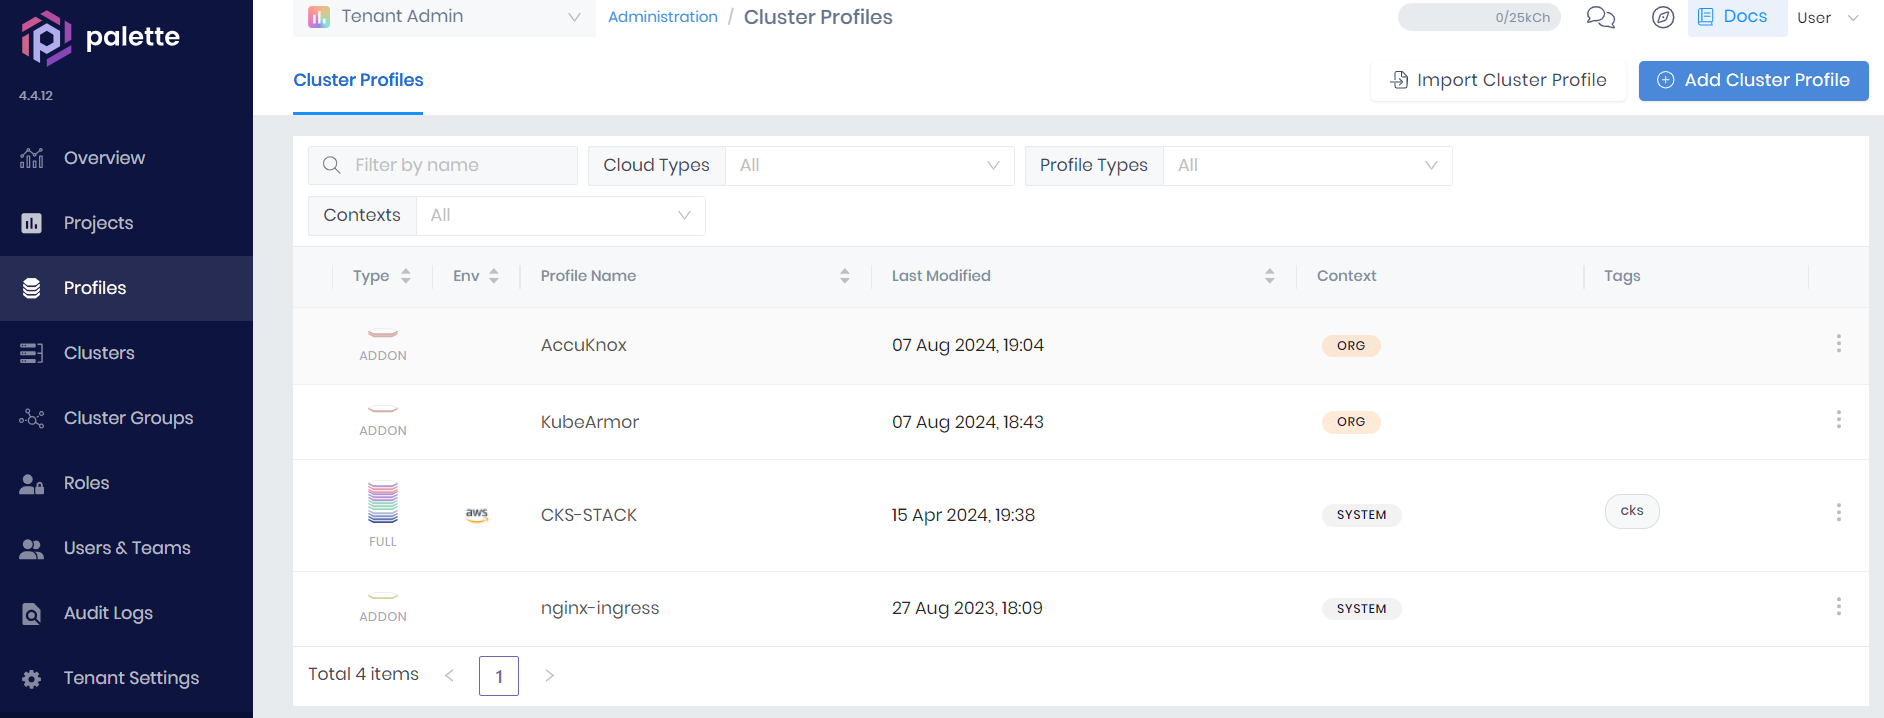 palette
4.4.12
Overview
Projects
Profiles
Clusters
Cluster Groups
Roles
Users & Teams
Audit Logs
Tenant Settings
Tenant Admin
Administration / Cluster Profiles
0/25kCh
Docs
User
Cluster Profiles
Import Cluster Profile
Add Cluster Profile
Filter by name
Cloud Types All
Profile Types All
Contexts All
Type Env Profile Name Last Modified Context Tags
ADDON AccuKnox 07 Aug 2024, 19:04 ORG
ADDON KubeArmor 07 Aug 2024, 18:43 ORG
FULL aws CKS-STACK 15 Apr 2024, 19:38 SYSTEM cks
ADDON nginx-ingress 27 Aug 2023, 18:09 SYSTEM
Total 4 items < 1 >